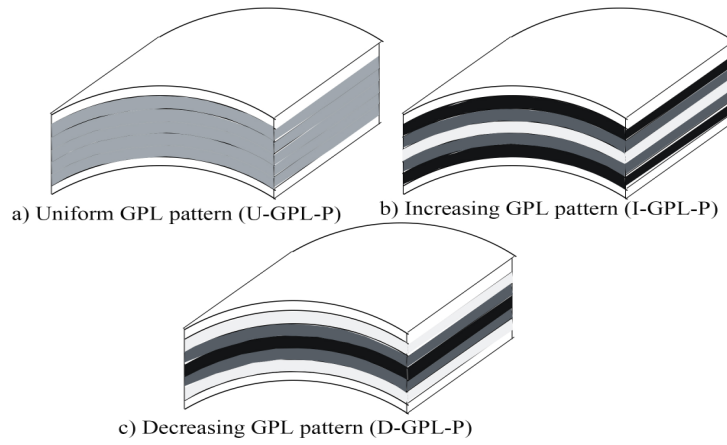 a) Uniform GPL pattern (U-GPL-P)
b) Increasing GPL pattern (I-GPL-P)
c) Decreasing GPL pattern (D-GPL-P)